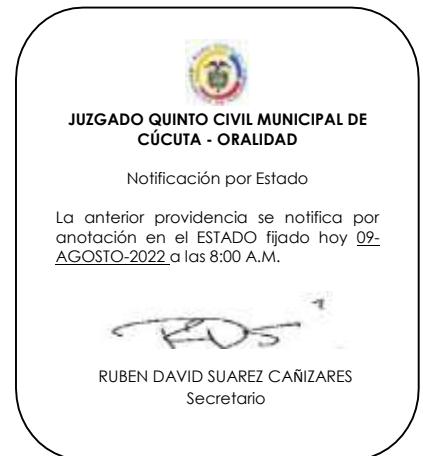 JUZGADO QUINTO CIVIL MUNICIPAL DE
CÚCUTA - ORALIDAD
Notificación por Estado
La anterior providencia se notifica por
anotación en el ESTADO fijado hoy 09-
AGOSTO-2022 a las 8:00 A.M.
RUBEN DAVID SUAREZ CAÑIZARES
Secretario